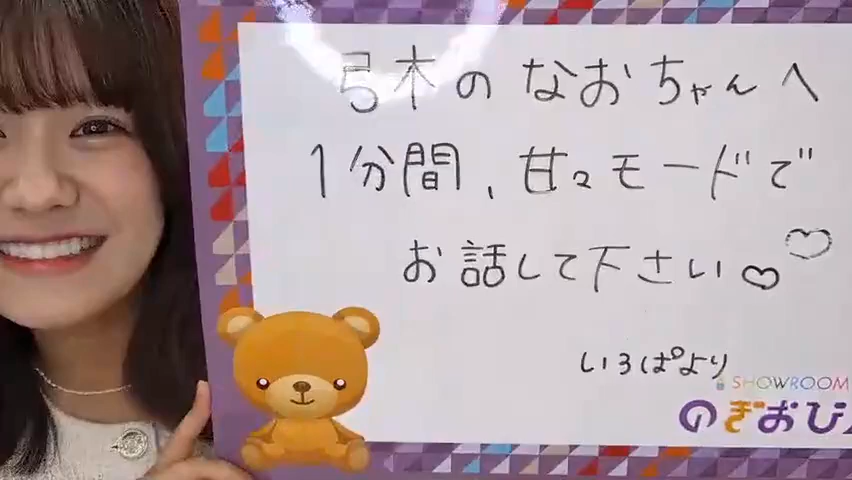 弓木のなおちゃんへ
1分間、甘々モードで
お話して下さい♡♡
いろぱより
SHOWROOM
のぎおび